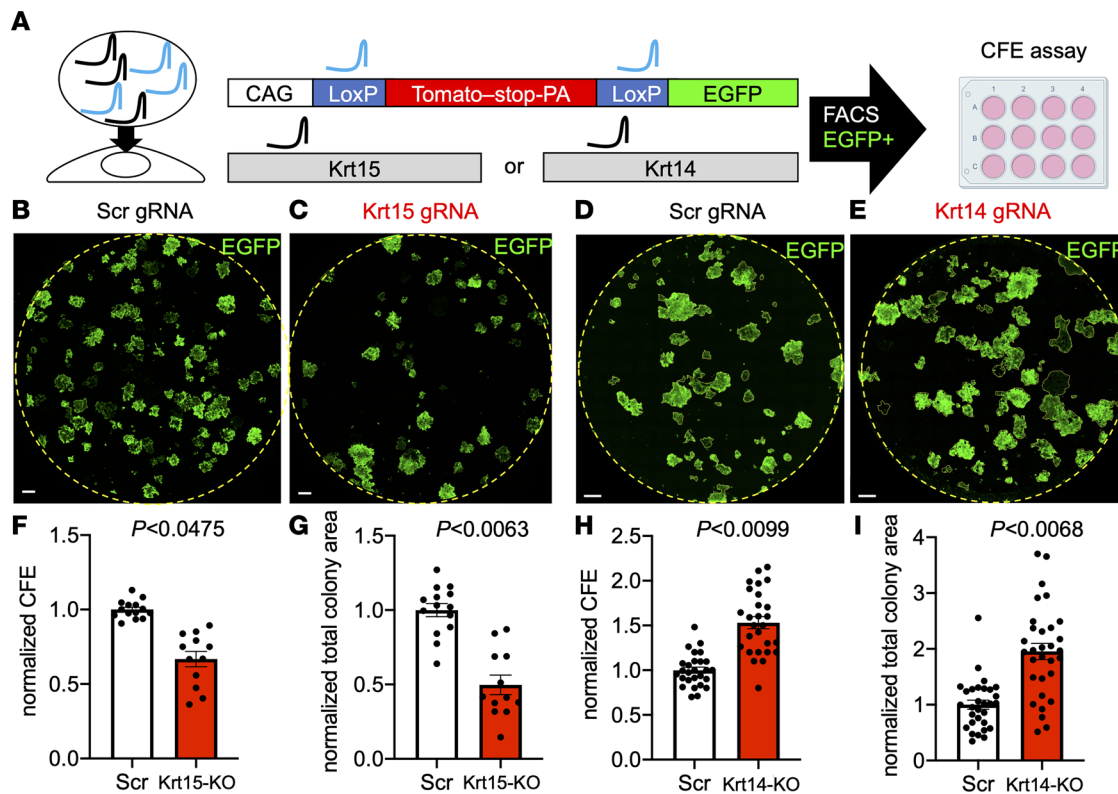 A
CFE assay
CAG LoxP Tomato–stop-PA LoxP EGFP
FACS
EGFP+
Krt15 or Krt14
1 2 3 4
A
B
C
B Scr gRNA
C Krt15 gRNA
D Scr gRNA
E Krt14 gRNA
EGFP
EGFP
EGFP
EGFP
F
P<0.0475
normalized CFE
1.5
1.0
0.5
0.0
Scr Krt15-KO
G
P<0.0063
normalized total colony area
1.5
1.0
0.5
0.0
Scr Krt15-KO
H
P<0.0099
normalized CFE
2.5
2.0
1.5
1.0
0.5
0.0
Scr Krt14-KO
I
P<0.0068
normalized total colony area
4
3
2
1
0
Scr Krt14-KO